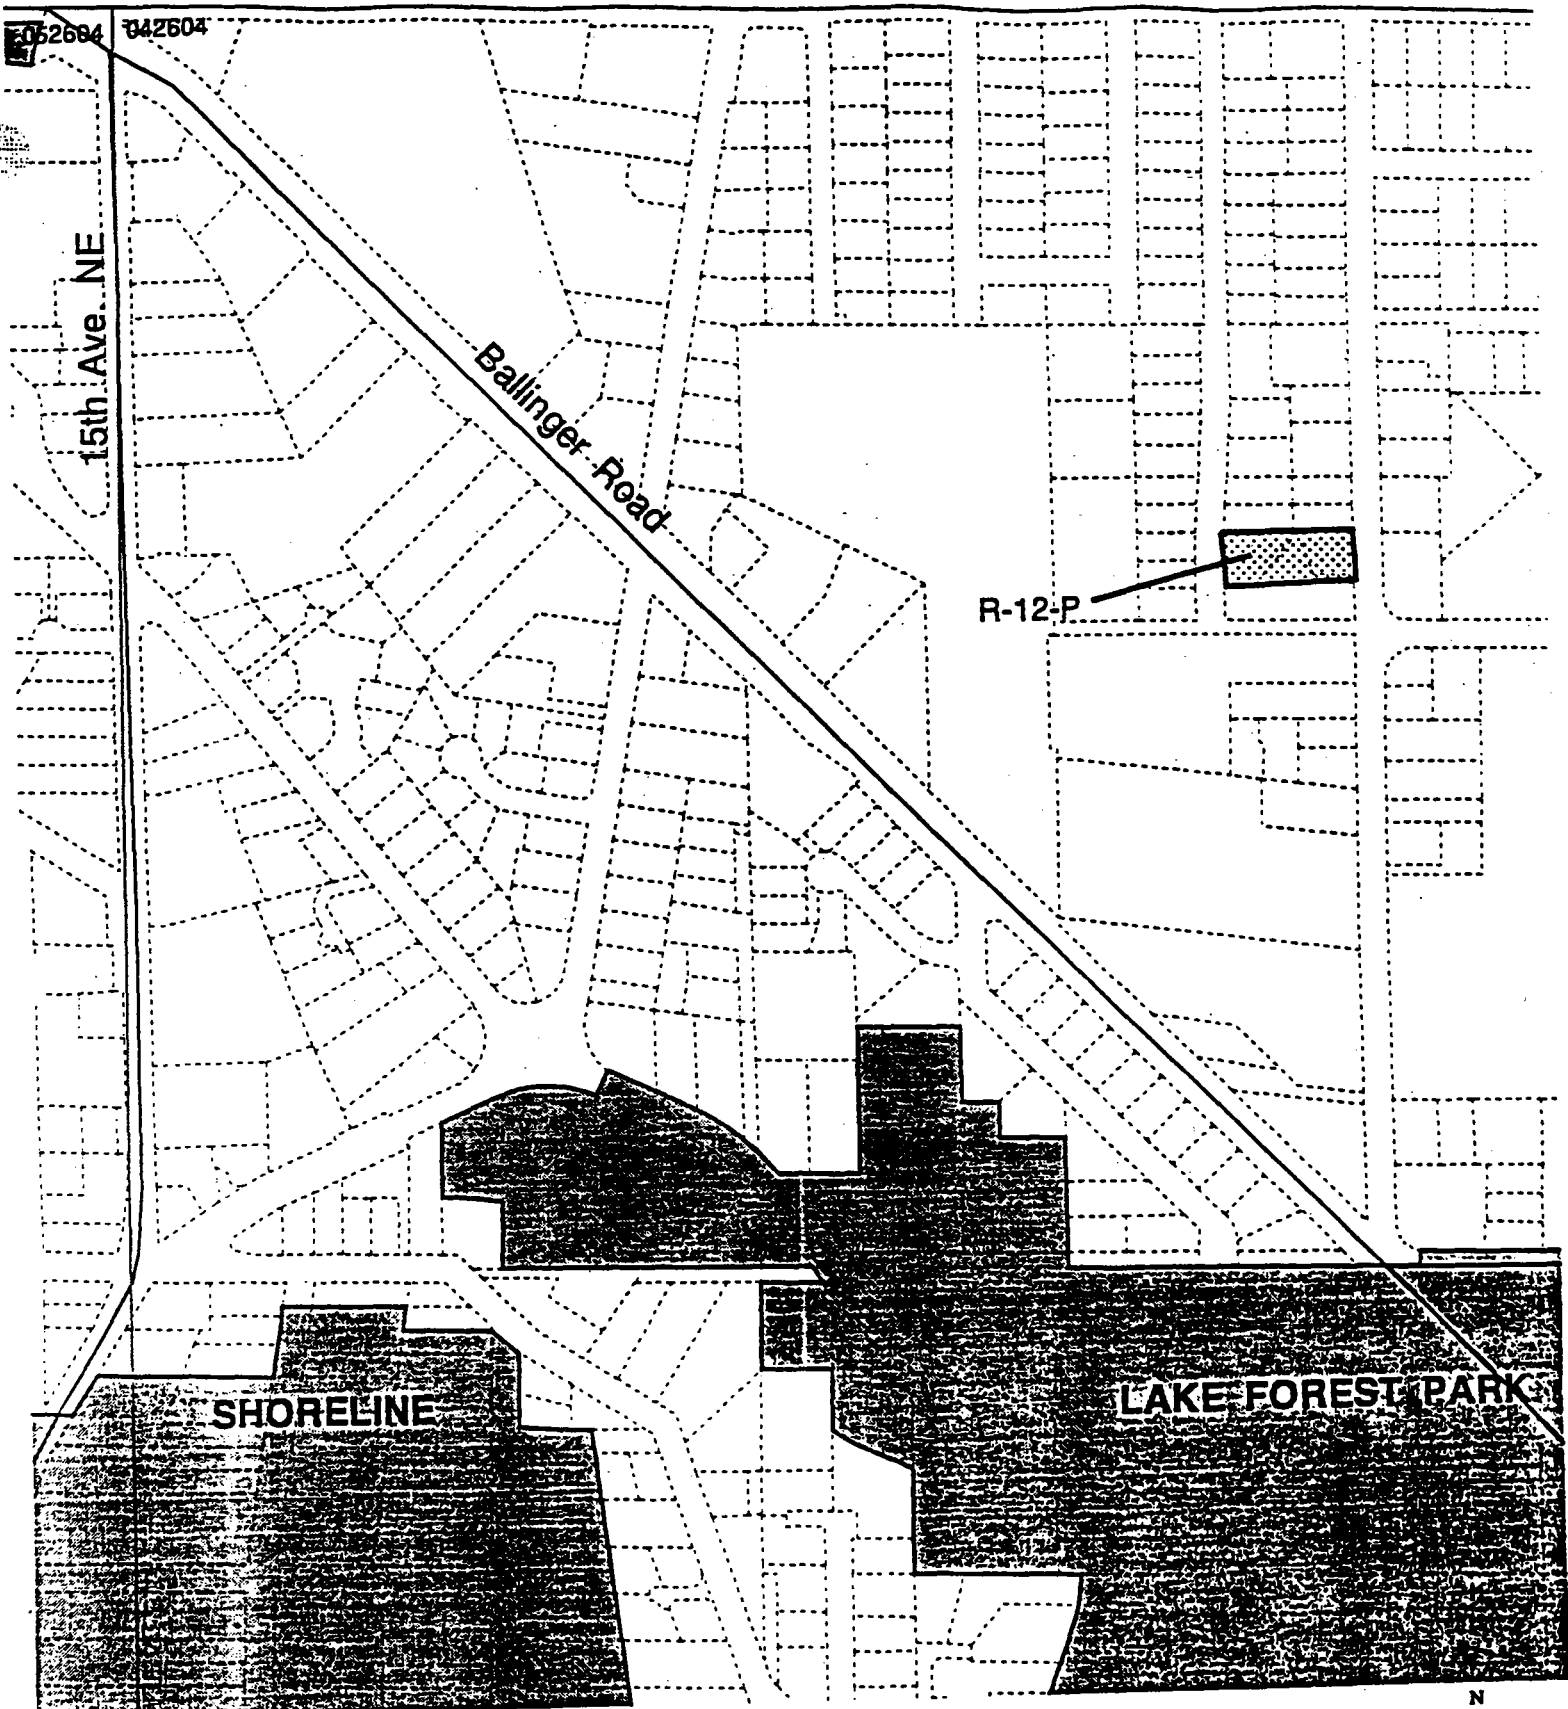 052604 042604
15th Ave. NE
Ballinger Road
R-12-P
SHORELINE
LAKE FOREST PARK
N